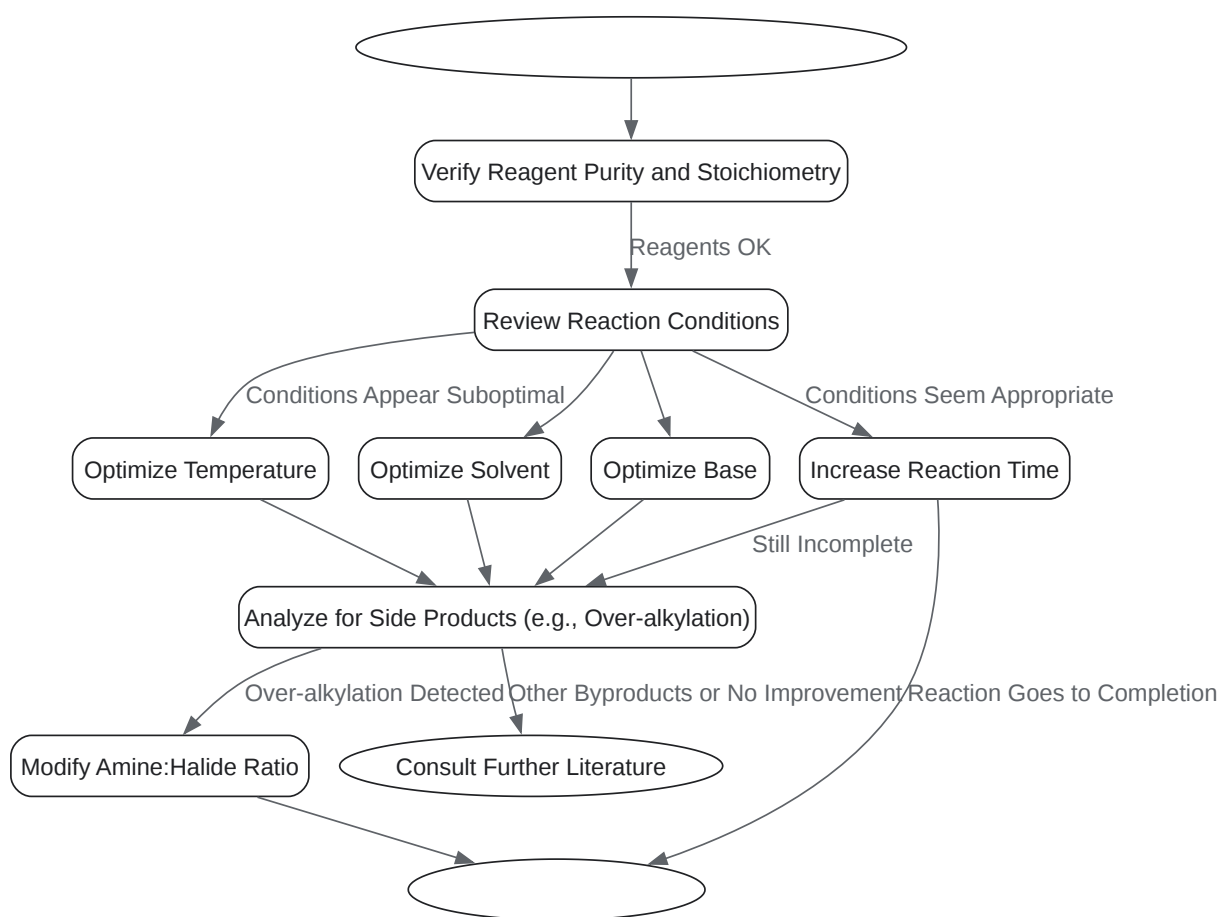 Verify Reagent Purity and Stoichiometry
Reagents OK
Review Reaction Conditions
Conditions Appear Suboptimal
Conditions Seem Appropriate
Optimize Temperature
Optimize Solvent
Optimize Base
Increase Reaction Time
Still Incomplete
Analyze for Side Products (e.g., Over-alkylation)
Over-alkylation Detected
Other Byproducts or No Improvement
Reaction Goes to Completion
Modify Amine:Halide Ratio
Consult Further Literature